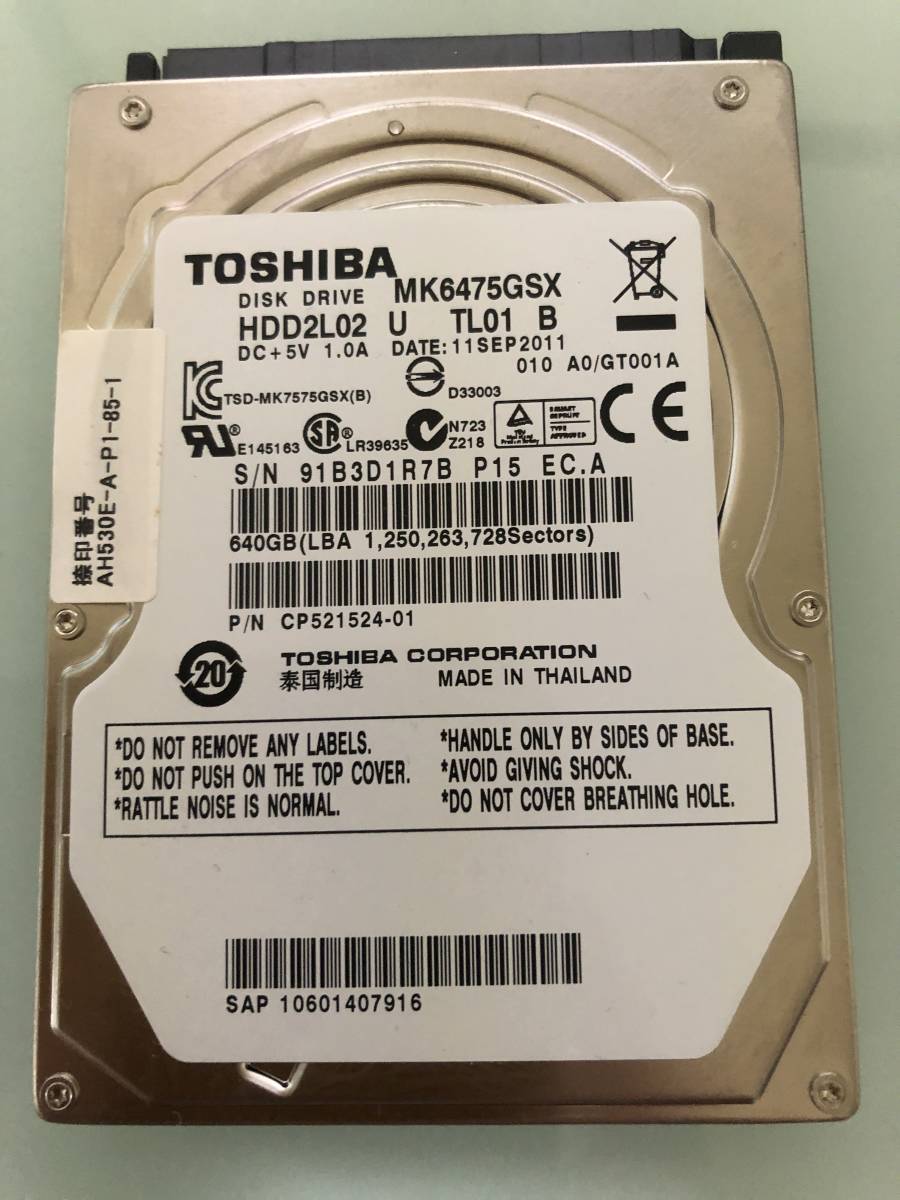 TOSHIBA
DISK DRIVE MK6475GSX
HDD2L02 U TL01 B
DC+5V 1.0A DATE:11SEP2011
010 A0/GT001A
TSD-MK7575GSX(B)
D33003
E145163
LR39635
N723
Z218
S/N 91B3D1R7B P15 EC.A
640GB(LBA 1,250,263,728Sectors)
P/N CP521524-01
20
TOSHIBA CORPORATION
泰国制造 MADE IN THAILAND
*DO NOT REMOVE ANY LABELS.
*DO NOT PUSH ON THE TOP COVER.
*RATTLE NOISE IS NORMAL.
*HANDLE ONLY BY SIDES OF BASE.
*AVOID GIVING SHOCK.
*DO NOT COVER BREATHING HOLE.
SAP 10601407916
捺印番号
AH530E-A-P1-85-1